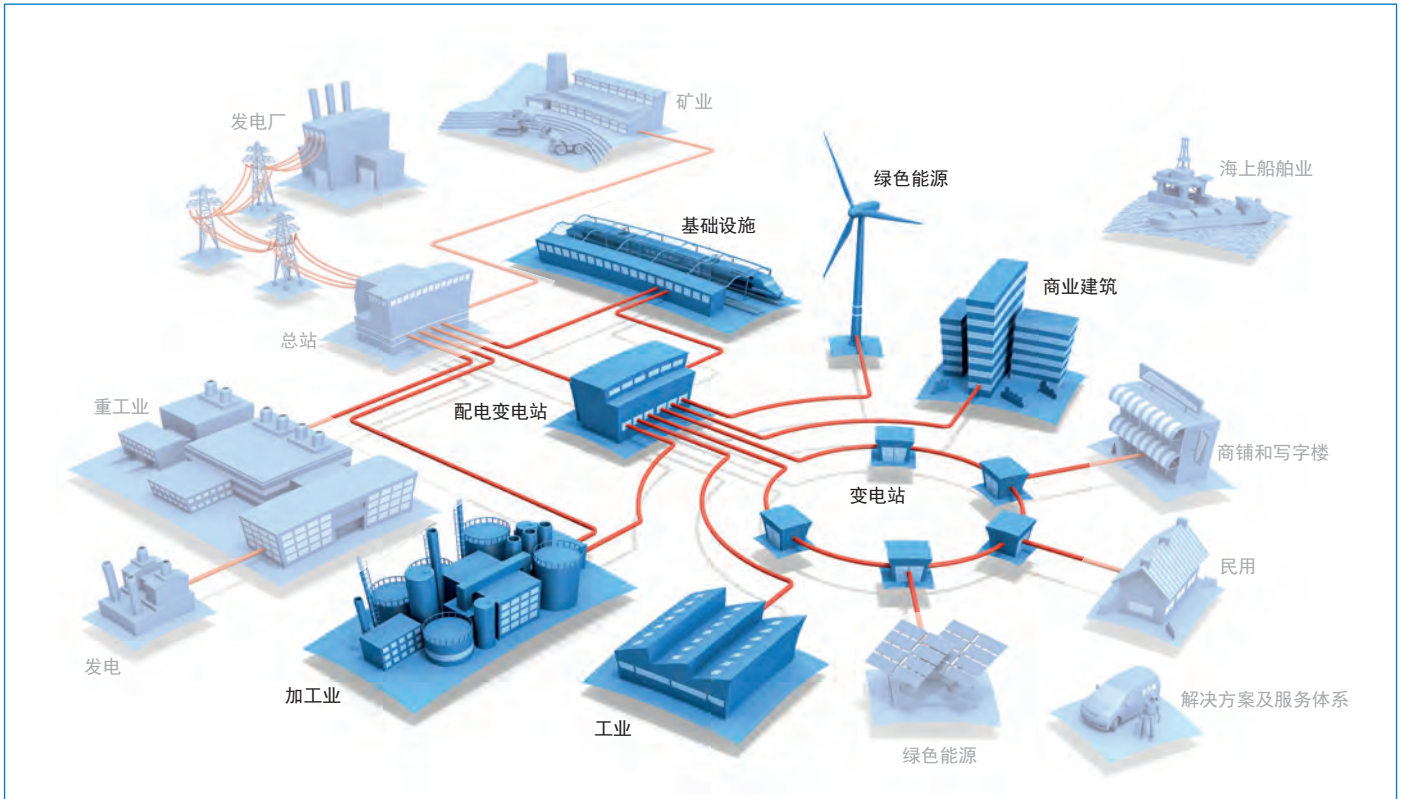 矿业
发电厂
海上船舶业
绿色能源
基础设施
商业建筑
总站
重工业
配电变电站
商铺和写字楼
变电站
民用
发电
加工业
解决方案及服务体系
工业
绿色能源